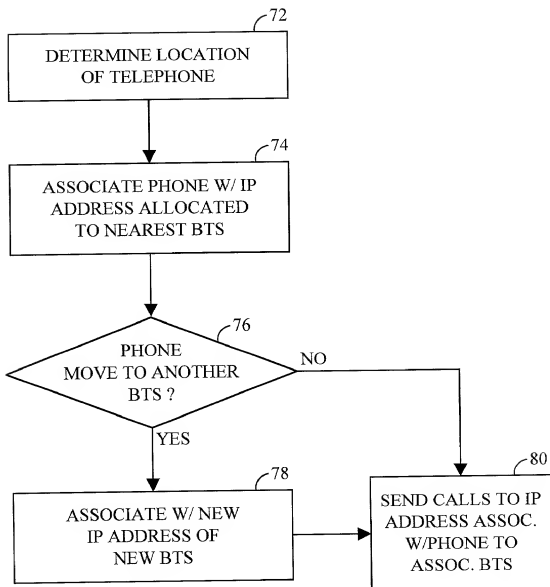 72
DETERMINE LOCATION
OF TELEPHONE
74
ASSOCIATE PHONE W/ IP
ADDRESS ALLOCATED
TO NEAREST BTS
76
PHONE
MOVE TO ANOTHER
BTS ?
NO
YES
78
ASSOCIATE W/ NEW
IP ADDRESS OF
NEW BTS
80
SEND CALLS TO IP
ADDRESS ASSOC.
W/PHONE TO
ASSOC. BTS